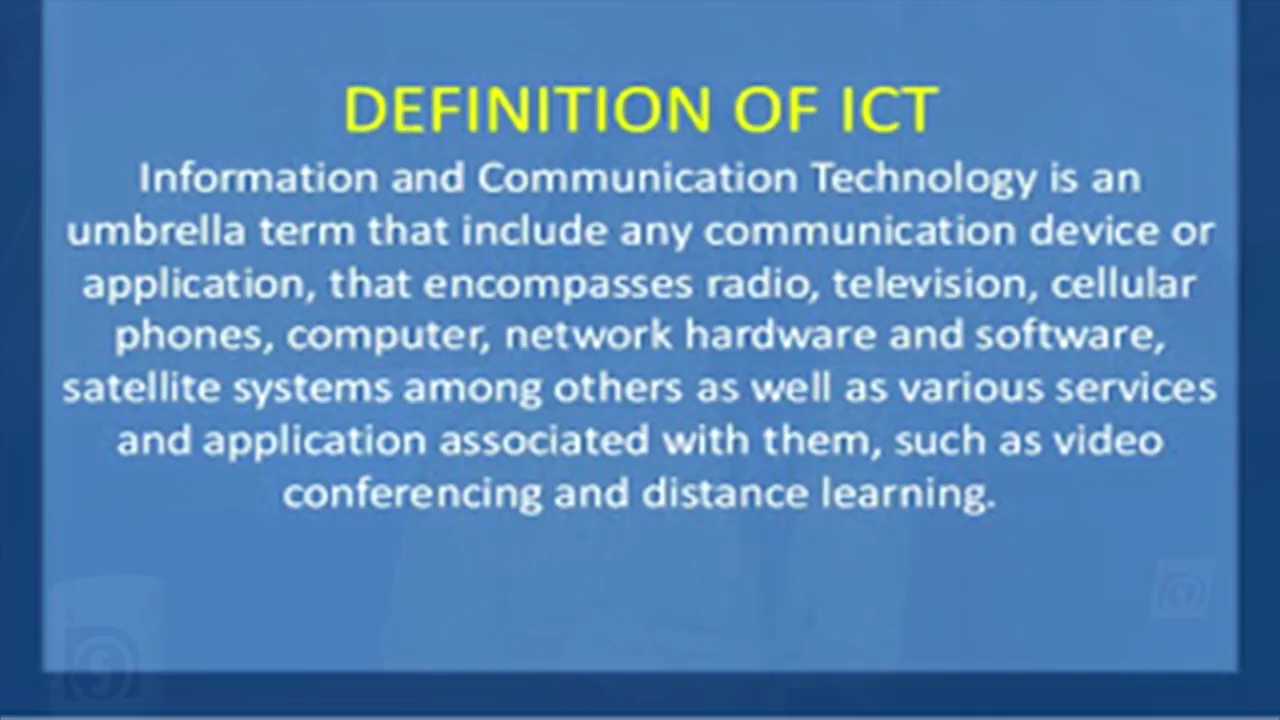 DEFINITION OF ICT
Information and Communication Technology is an
umbrella term that include any communication device or
application, that encompasses radio, television, cellular
phones, computer, network hardware and software,
satellite systems among others as well as various services
and application associated with them, such as video
conferencing and distance learning.